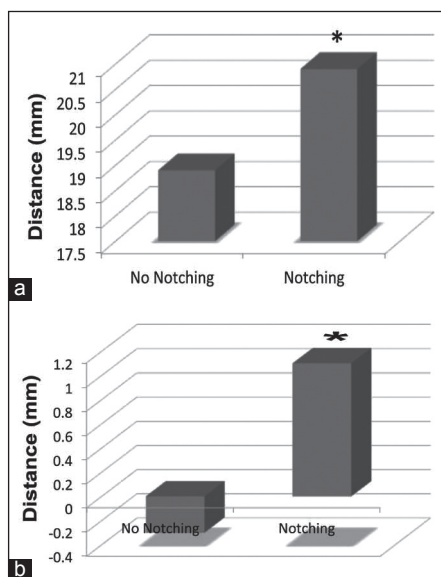 *
21
20.5
20
19.5
19
18.5
18
17.5
Distance (mm)
No Notching
Notching
a
*
1.2
1
0.8
0.6
0.4
0.2
0
-0.2
-0.4
Distance (mm)
No Notching
Notching
b